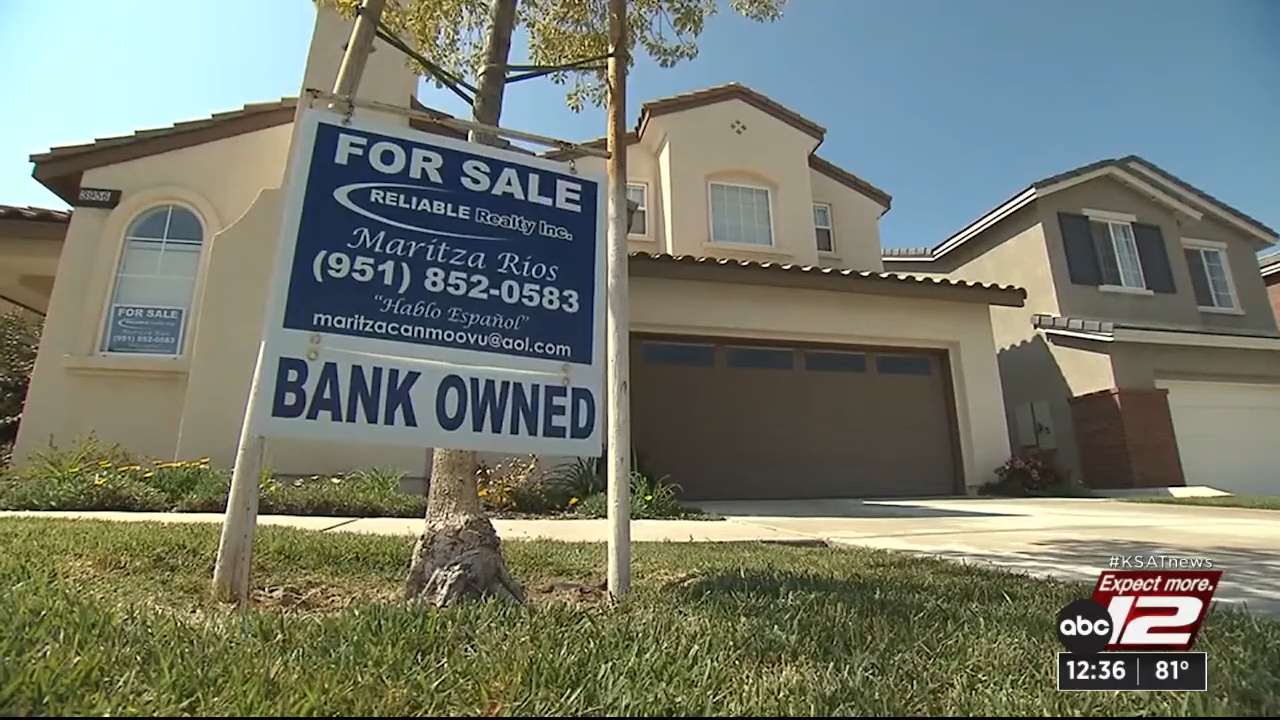 FOR SALE
RELIABLE Realty Inc.
Maritza Rios
(951) 852-0583
"Hablo Español"
maritzacanmoovu@aol.com
BANK OWNED
3956
FOR SALE
(951) 852-0583
#KSATnews
Expect more.
abc 12
12:36 81°